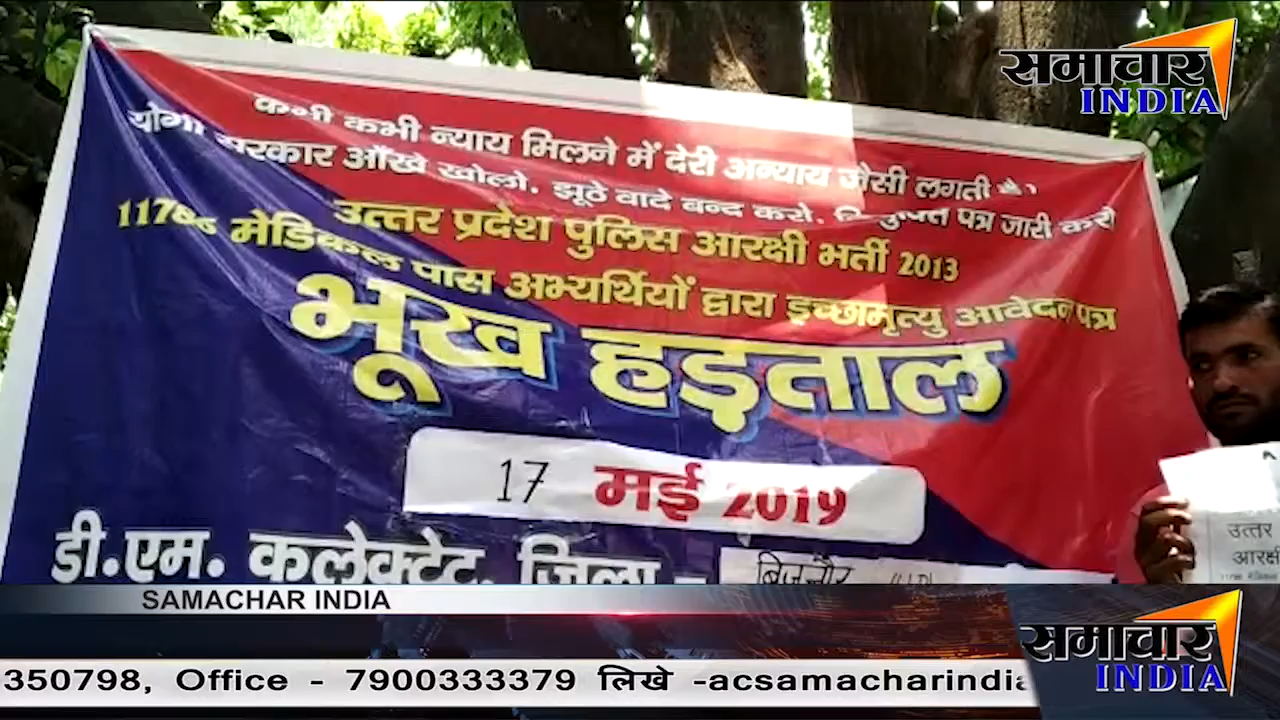 समाचार
INDIA
कभी कभी न्याय मिलने में देरी अन्याय जैसी लगती है।
योगी सरकार आँखे खोलो. झूठे वादे बन्द करो. पत्र जारी करो
उत्तर प्रदेश पुलिस आरक्षी भर्ती 2013
मेडिकल पास अभ्यर्थियों द्वारा इच्छामृत्यु आवेदन पत्र
भूख हड़ताल
17 मई 2019
डी.एम. कलेक्टेट, जिला - बिजनौर
उत्तर
आरक्षी
SAMACHAR INDIA
समाचार
INDIA
350798, Office - 7900333379 लिखे -acsamacharindia